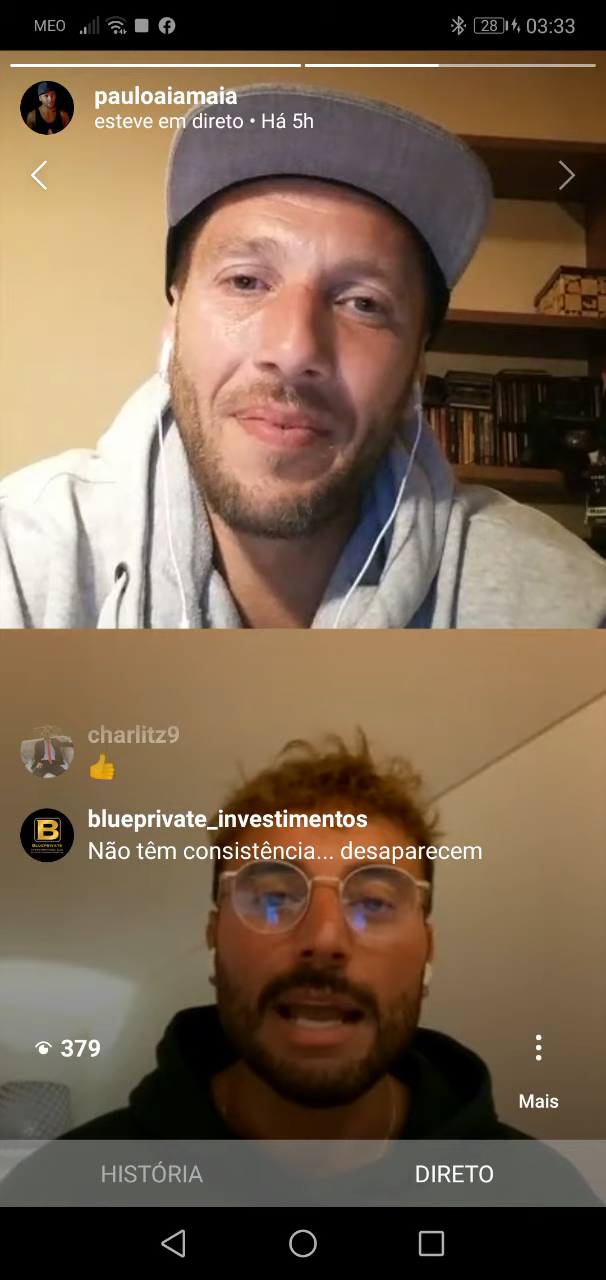 MEO
28
03:33
pauloaiamaia
esteve em direto • Há 5h
charlitz9
👍
B
BLUEPRIVATE
blueprivate_investimentos
Não têm consistência... desaparecem
379
Mais
HISTÓRIA
DIRETO